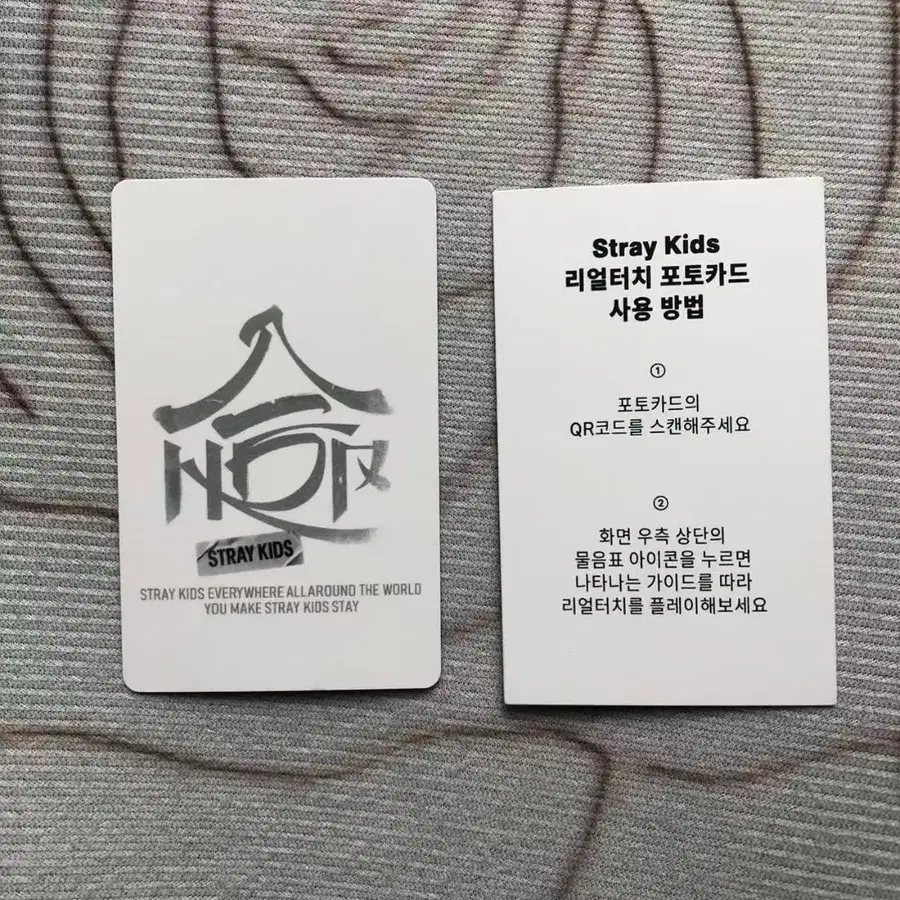 STRAY KIDS
STRAY KIDS EVERYWHERE ALLAROUND THE WORLD
YOU MAKE STRAY KIDS STAY
Stray Kids
리얼터치 포토카드
사용 방법
①
포토카드의
QR코드를 스캔해주세요
②
화면 우측 상단의
물음표 아이콘을 누르면
나타나는 가이드를 따라
리얼터치를 플레이해보세요